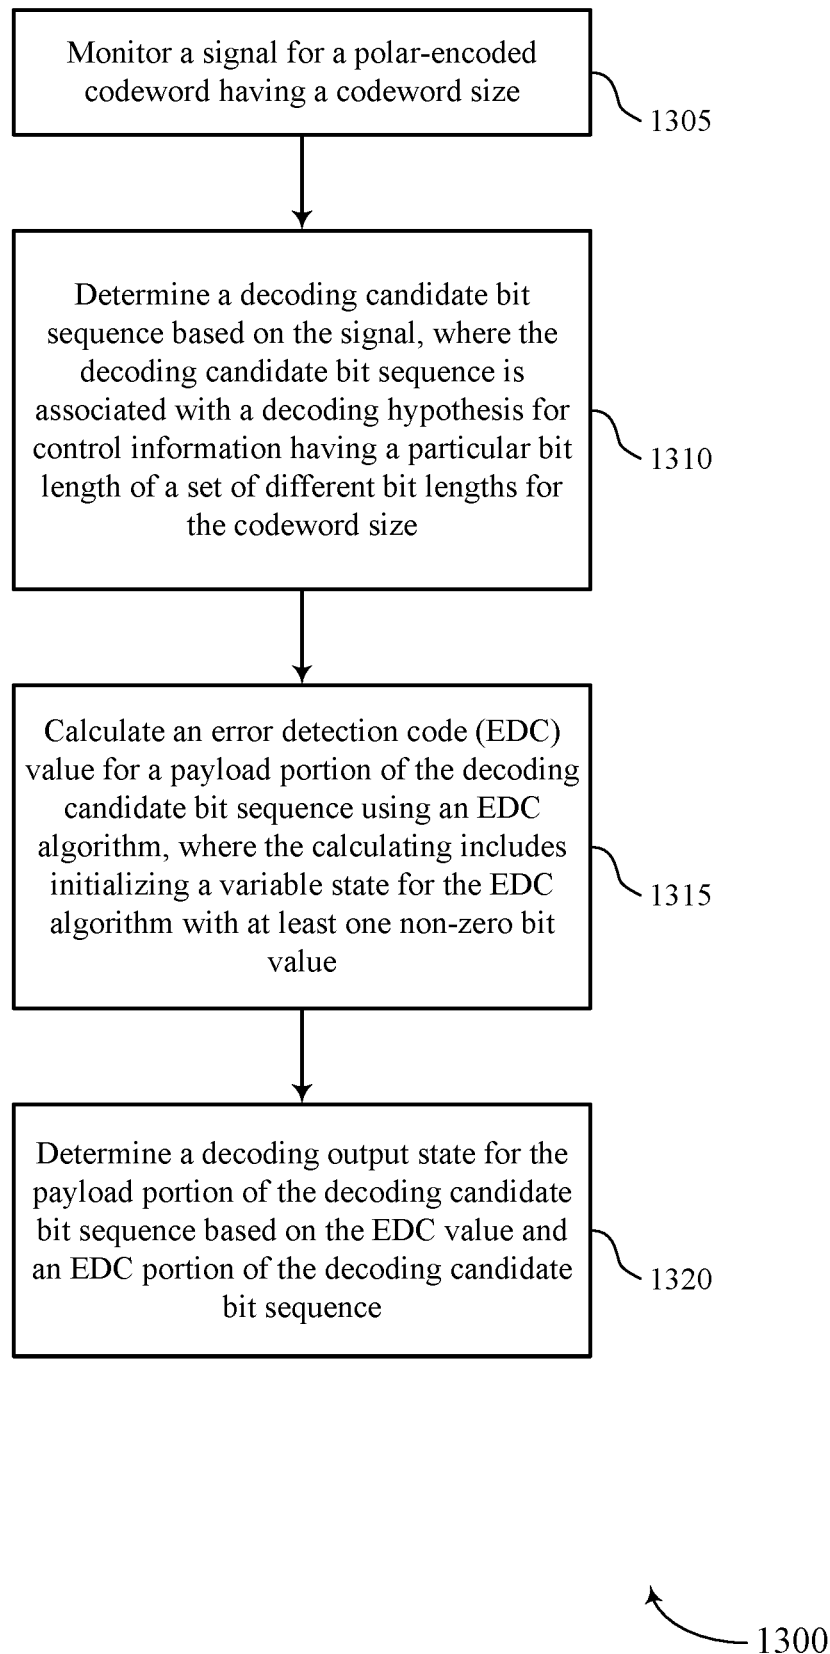 Monitor a signal for a polar-encoded
codeword having a codeword size
1305
Determine a decoding candidate bit
sequence based on the signal, where the
decoding candidate bit sequence is
associated with a decoding hypothesis for
control information having a particular bit
length of a set of different bit lengths for
the codeword size
1310
Calculate an error detection code (EDC)
value for a payload portion of the decoding
candidate bit sequence using an EDC
algorithm, where the calculating includes
initializing a variable state for the EDC
algorithm with at least one non-zero bit
value
1315
Determine a decoding output state for the
payload portion of the decoding candidate
bit sequence based on the EDC value and
an EDC portion of the decoding candidate
bit sequence
1320
1300